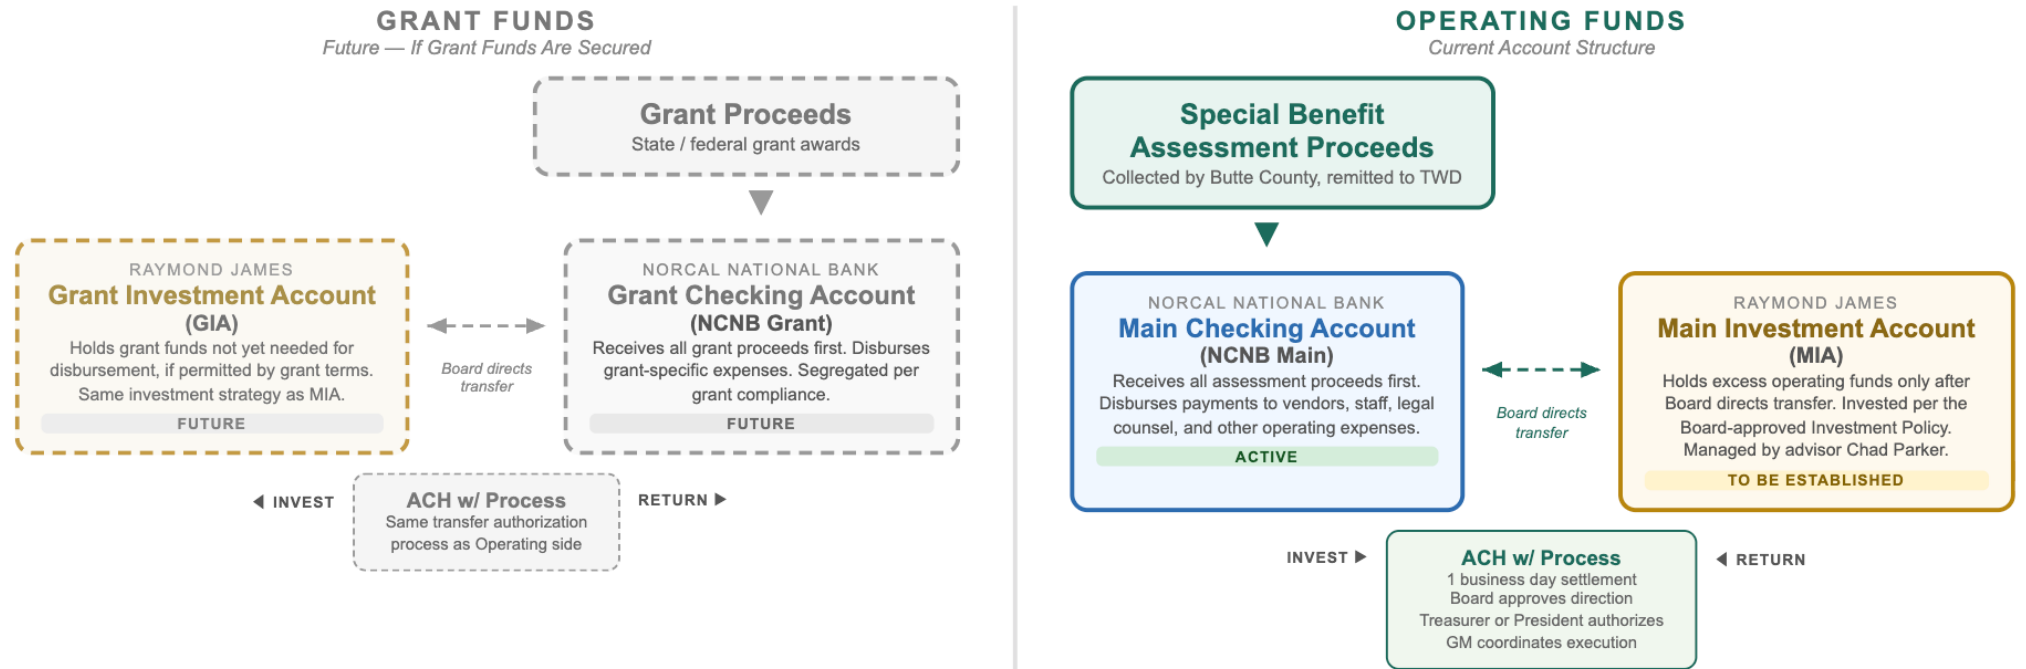 GRANT FUNDS
Future — If Grant Funds Are Secured
Grant Proceeds
State / federal grant awards
RAYMOND JAMES
Grant Investment Account
(GIA)
Holds grant funds not yet needed for
disbursement, if permitted by grant terms.
Same investment strategy as MIA.
FUTURE
Board directs
transfer
NORCAL NATIONAL BANK
Grant Checking Account
(NCNB Grant)
Receives all grant proceeds first. Disburses
grant-specific expenses. Segregated per
grant compliance.
FUTURE
◀ INVEST
ACH w/ Process
Same transfer authorization
process as Operating side
RETURN ▶
OPERATING FUNDS
Current Account Structure
Special Benefit
Assessment Proceeds
Collected by Butte County, remitted to TWD
NORCAL NATIONAL BANK
Main Checking Account
(NCNB Main)
Receives all assessment proceeds first.
Disburses payments to vendors, staff, legal
counsel, and other operating expenses.
ACTIVE
Board directs
transfer
RAYMOND JAMES
Main Investment Account
(MIA)
Holds excess operating funds only after
Board directs transfer. Invested per the
Board-approved Investment Policy.
Managed by advisor Chad Parker.
TO BE ESTABLISHED
INVEST ▶
ACH w/ Process
1 business day settlement
Board approves direction
Treasurer or President authorizes
GM coordinates execution
◀ RETURN